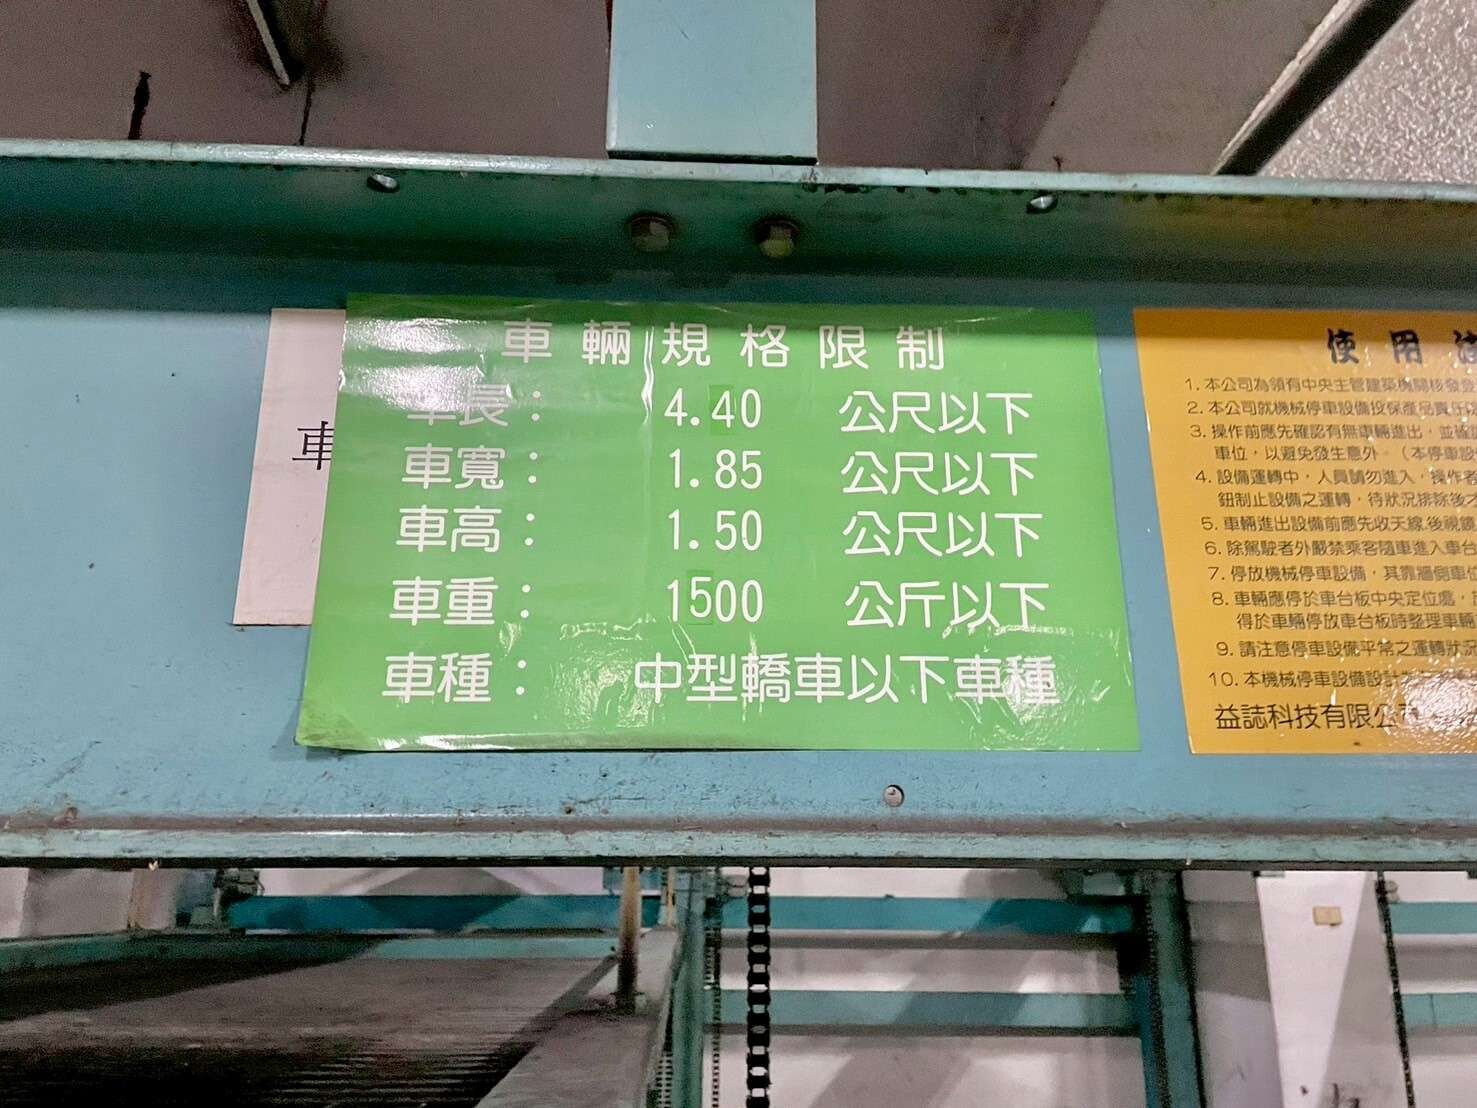 車
車輛規格限制
車長： 4.40 公尺以下
車寬： 1.85 公尺以下
車高： 1.50 公尺以下
車重： 1500 公斤以下
車種： 中型轎車以下車種
使用
1. 本公司為領有中央主管建築機關核發登
2. 本公司就機械停車設備投保產品責任
3. 操作前應先確認有無車輛進出，並確
車位，以避免發生意外。（本停車設
4. 設備運轉中，人員請勿進入，操作者
鈕制止設備之運轉，待狀況排除後才
5. 車輛進出設備前應先收天線.後視鏡
6. 除駕駛者外嚴禁乘客隨車進入車台
7. 停放機械停車設備，其靠牆側車位
8. 車輛應停於車台板中央定位處，
得於車輛停放車台板時整理車輛
9. 請注意停車設備平常之運轉狀況
10. 本機械停車設備設計
益誌科技有限公司